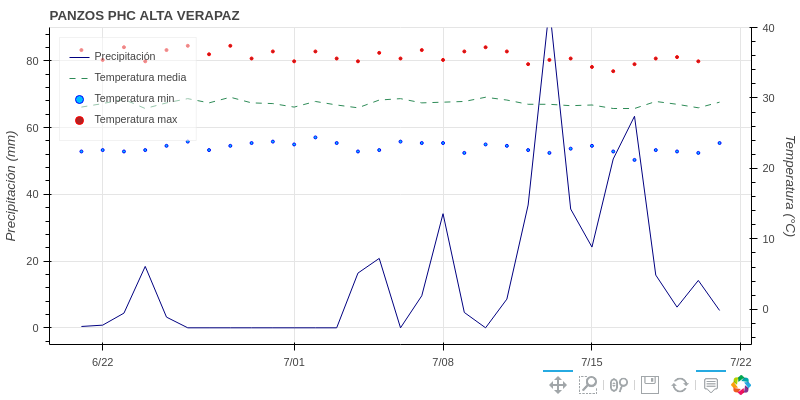 PANZOS PHC ALTA VERAPAZ
Precipitación
Temperatura media
Temperatura min
Temperatura max
Precipitación (mm)
80
60
40
20
0
Temperatura (°C)
40
30
20
10
0
6/22
7/01
7/08
7/15
7/22